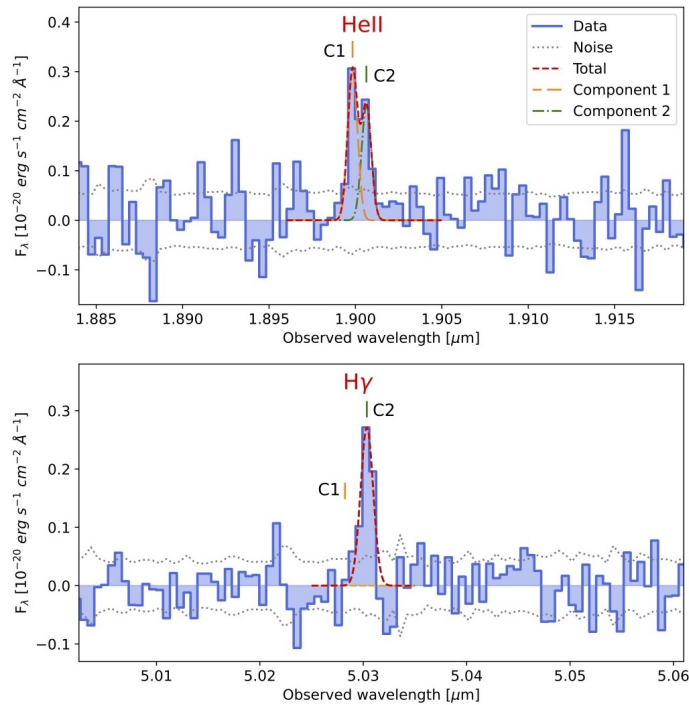 HeII
C1
C2
Data
Noise
Total
Component 1
Component 2
0.4
0.3
0.2
0.1
0.0
−0.1
F_λ [10⁻²⁰ erg s⁻¹ cm⁻² Å⁻¹]
1.885 1.890 1.895 1.900 1.905 1.910 1.915
Observed wavelength [μm]
Hγ
C2
C1
0.3
0.2
0.1
0.0
−0.1
F_λ [10⁻²⁰ erg s⁻¹ cm⁻² Å⁻¹]
5.01 5.02 5.03 5.04 5.05 5.06
Observed wavelength [μm]